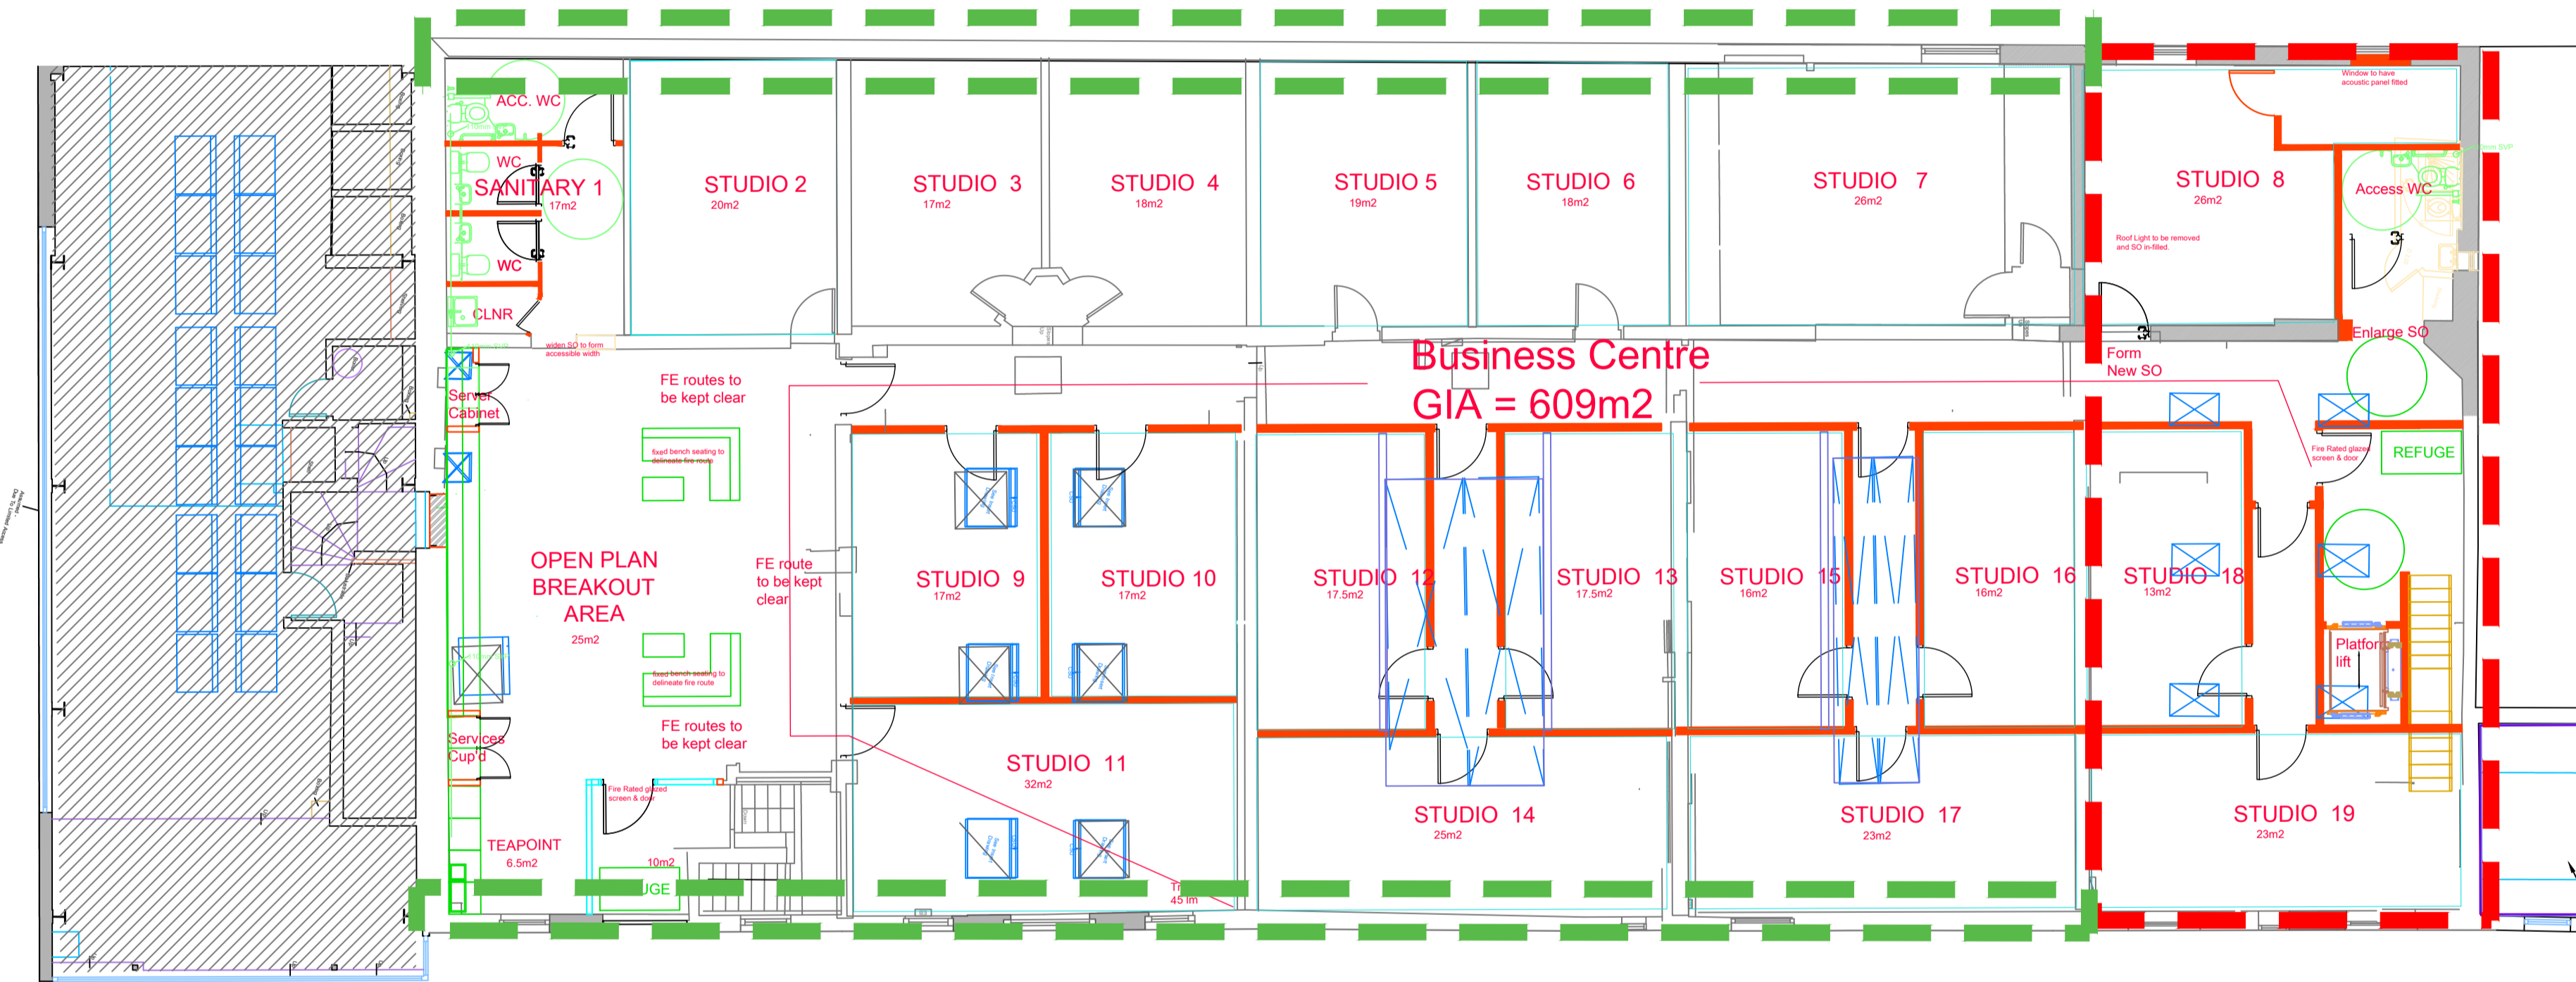 ACC. WC
WC
SANITARY 1
17m2
WC
CLNR
widen SO to form
accessible width
STUDIO 2
20m2
STUDIO 3
17m2
STUDIO 4
18m2
STUDIO 5
19m2
STUDIO 6
18m2
STUDIO 7
26m2
STUDIO 8
26m2
Window to have
acoustic panel fitted
Access WC
Roof Light to be removed
and SO in-filled.
Enlarge SO
Form
New SO
Business Centre
GIA = 609m2
Server
Cabinet
FE routes to
be kept clear
fixed bench seating to
delineate fire route
OPEN PLAN
BREAKOUT
AREA
25m2
FE route
to be kept
clear
fixed bench seating to
delineate fire route
FE routes to
be kept clear
Services
Cup'd
Fire Rated glazed
screen & door
TEAPOINT
6.5m2
10m2
UGE
STUDIO 9
17m2
STUDIO 10
17m2
STUDIO 11
32m2
45 lm
STUDIO 12
17.5m2
STUDIO 13
17.5m2
STUDIO 14
25m2
STUDIO 15
16m2
STUDIO 16
16m2
STUDIO 17
23m2
STUDIO 18
13m2
Fire Rated glazed
screen & door
REFUGE
Platform
lift
STUDIO 19
23m2